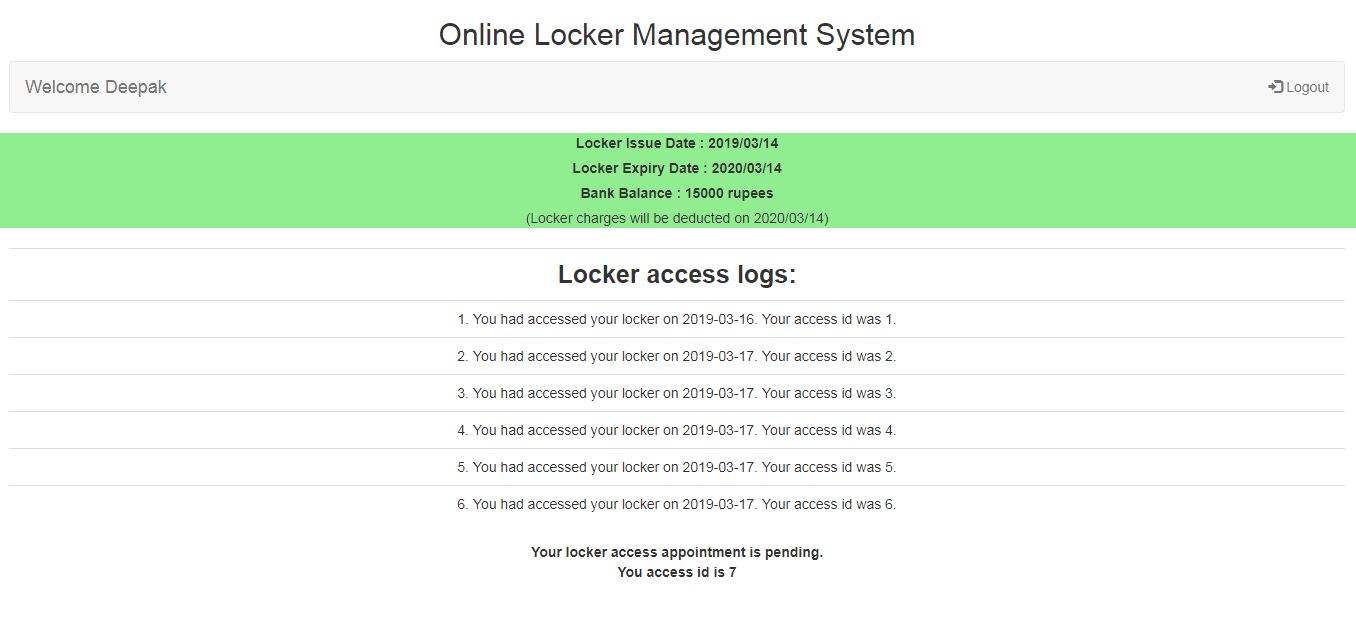 Online Locker Management System
Welcome Deepak
Logout
Locker Issue Date : 2019/03/14
Locker Expiry Date : 2020/03/14
Bank Balance : 15000 rupees
(Locker charges will be deducted on 2020/03/14)
Locker access logs:
1. You had accessed your locker on 2019-03-16. Your access id was 1.
2. You had accessed your locker on 2019-03-17. Your access id was 2.
3. You had accessed your locker on 2019-03-17. Your access id was 3.
4. You had accessed your locker on 2019-03-17. Your access id was 4.
5. You had accessed your locker on 2019-03-17. Your access id was 5.
6. You had accessed your locker on 2019-03-17. Your access id was 6.
Your locker access appointment is pending.
You access id is 7